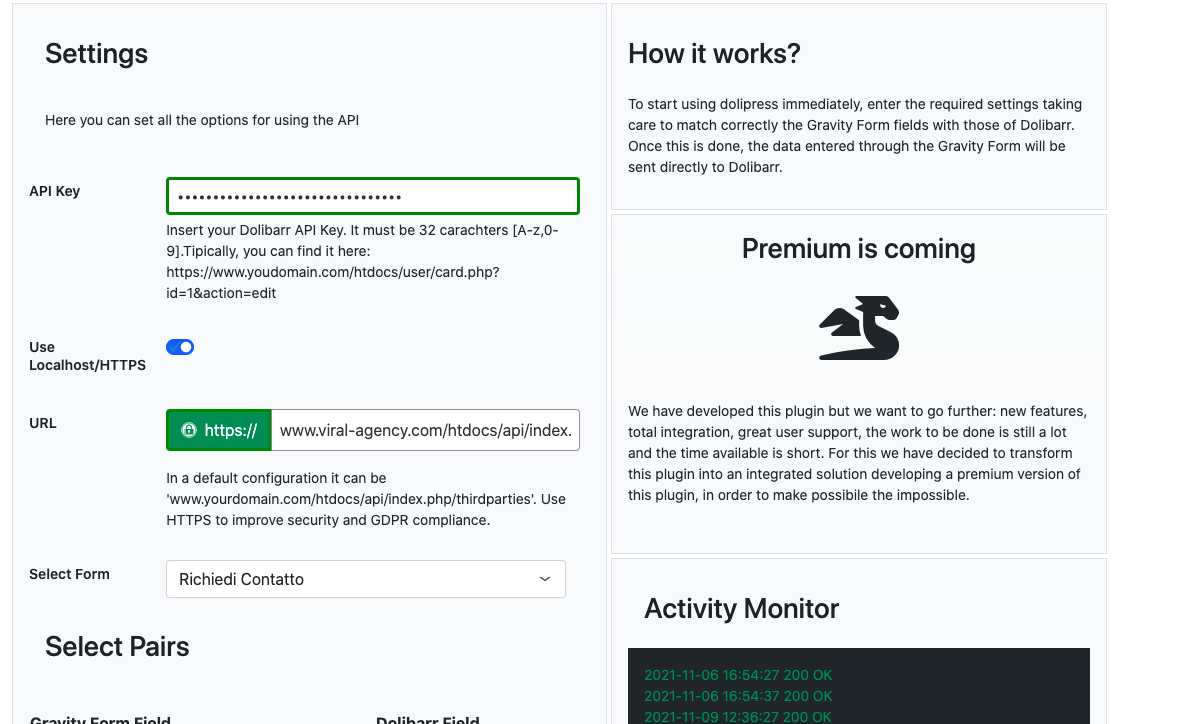 Settings
Here you can set all the options for using the API
API Key
••••••••••••••••••••••••••••••••
Insert your Dolibarr API Key. It must be 32 carachters [A-z,0-
9].Tipically, you can find it here:
https://www.youdomain.com/htdocs/user/card.php?
id=1&action=edit
Use
Localhost/HTTPS
URL
https://
www.viral-agency.com/htdocs/api/index.
In a default configuration it can be
'www.yourdomain.com/htdocs/api/index.php/thirdparties'. Use
HTTPS to improve security and GDPR compliance.
Select Form
Richiedi Contatto
Select Pairs
Gravity Form Field
Dolibarr Field
How it works?
To start using dolipress immediately, enter the required settings taking
care to match correctly the Gravity Form fields with those of Dolibarr.
Once this is done, the data entered through the Gravity Form will be
sent directly to Dolibarr.
Premium is coming
We have developed this plugin but we want to go further: new features,
total integration, great user support, the work to be done is still a lot
and the time available is short. For this we have decided to transform
this plugin into an integrated solution developing a premium version of
this plugin, in order to make possibile the impossible.
Activity Monitor
2021-11-06 16:54:27 200 OK
2021-11-06 16:54:37 200 OK
2021-11-09 12:36:27 200 OK